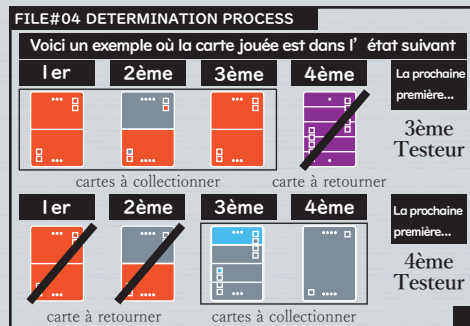 FILE#04 DETERMINATION PROCESS
Voici un exemple où la carte jouée est dans l' état suivant
1er 2ème 3ème 4ème
La prochaine
première...
3ème
Testeur
cartes à collectionner carte à retourner
1er 2ème 3ème 4ème
La prochaine
première...
4ème
Testeur
carte à retourner cartes à collectionner